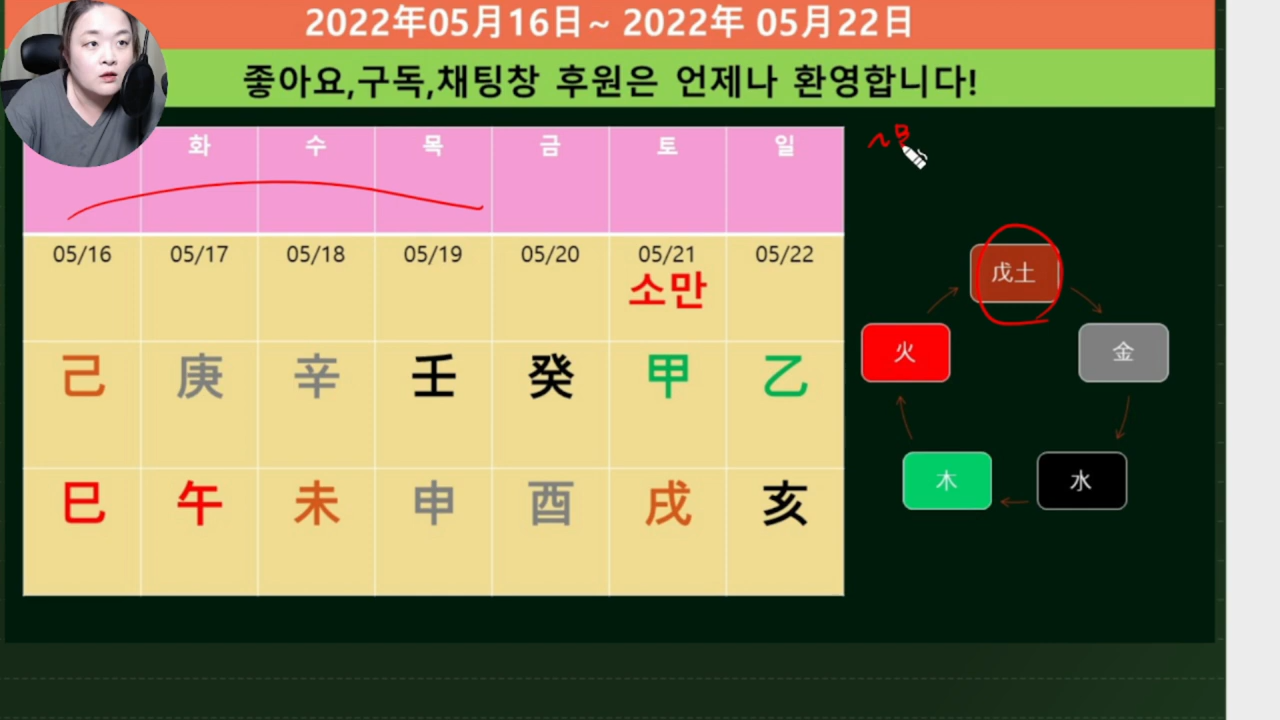 2022年05月16日~ 2022年 05月22日
좋아요,구독,채팅창 후원은 언제나 환영합니다!
화 수 목 금 토 일
05/16 05/17 05/18 05/19 05/20 05/21 05/22
소만
己 庚 辛 壬 癸 甲 乙
巳 午 未 申 酉 戌 亥
戊土
火 金
木 水